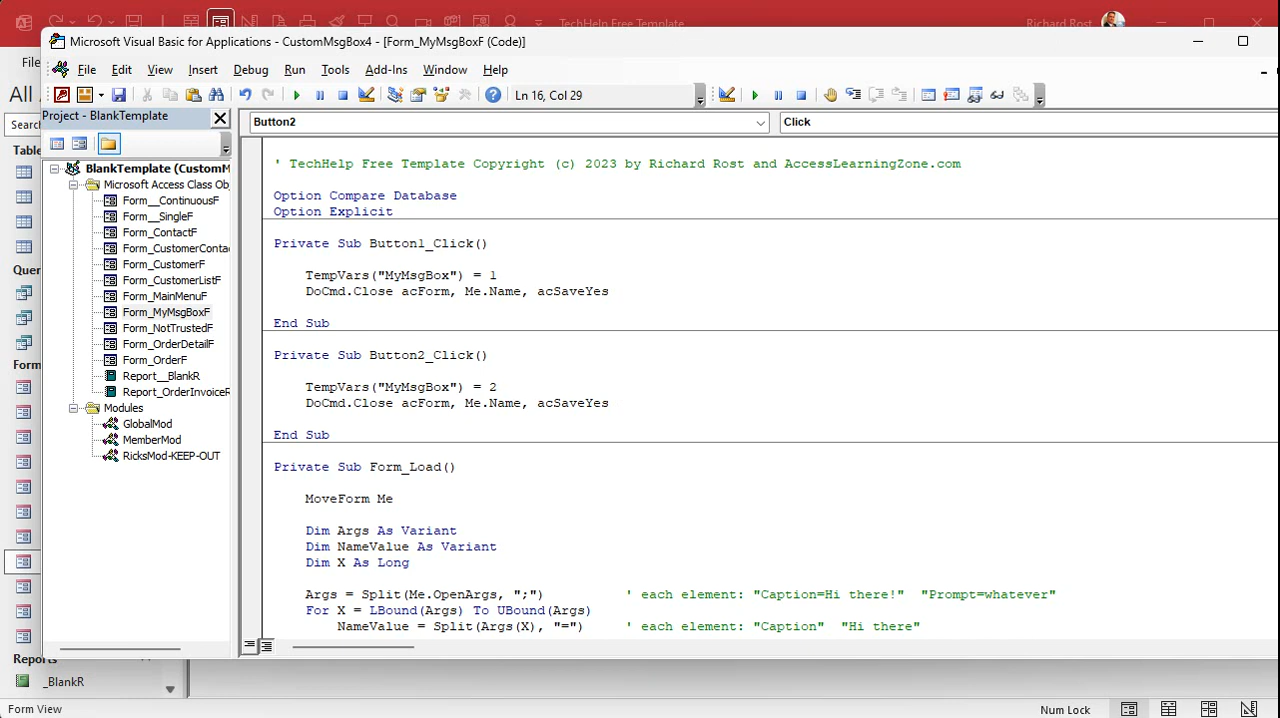 TechHelp Free Template
Richard Rost
Microsoft Visual Basic for Applications - CustomMsgBox4 - [Form_MyMsgBoxF (Code)]
File
File Edit View Insert Debug Run Tools Add-Ins Window Help
All
Ln 16, Col 29
Project - BlankTemplate
Button2
Click
Searc
Table
Quer
Form
Reports
_BlankR
BlankTemplate (CustomM
Microsoft Access Class Obj
Form__ContinuousF
Form__SingleF
Form_ContactF
Form_CustomerConta
Form_CustomerF
Form_CustomerListF
Form_MainMenuF
Form_MyMsgBoxF
Form_NotTrustedF
Form_OrderDetailF
Form_OrderF
Report__BlankR
Report_OrderInvoiceR
Modules
GlobalMod
MemberMod
RicksMod-KEEP-OUT
' TechHelp Free Template Copyright (c) 2023 by Richard Rost and AccessLearningZone.com
Option Compare Database
Option Explicit
Private Sub Button1_Click()
TempVars("MyMsgBox") = 1
DoCmd.Close acForm, Me.Name, acSaveYes
End Sub
Private Sub Button2_Click()
TempVars("MyMsgBox") = 2
DoCmd.Close acForm, Me.Name, acSaveYes
End Sub
Private Sub Form_Load()
MoveForm Me
Dim Args As Variant
Dim NameValue As Variant
Dim X As Long
Args = Split(Me.OpenArgs, ";") ' each element: "Caption=Hi there!" "Prompt=whatever"
For X = LBound(Args) To UBound(Args)
NameValue = Split(Args(X), "=") ' each element: "Caption" "Hi there"
Form View
Num Lock